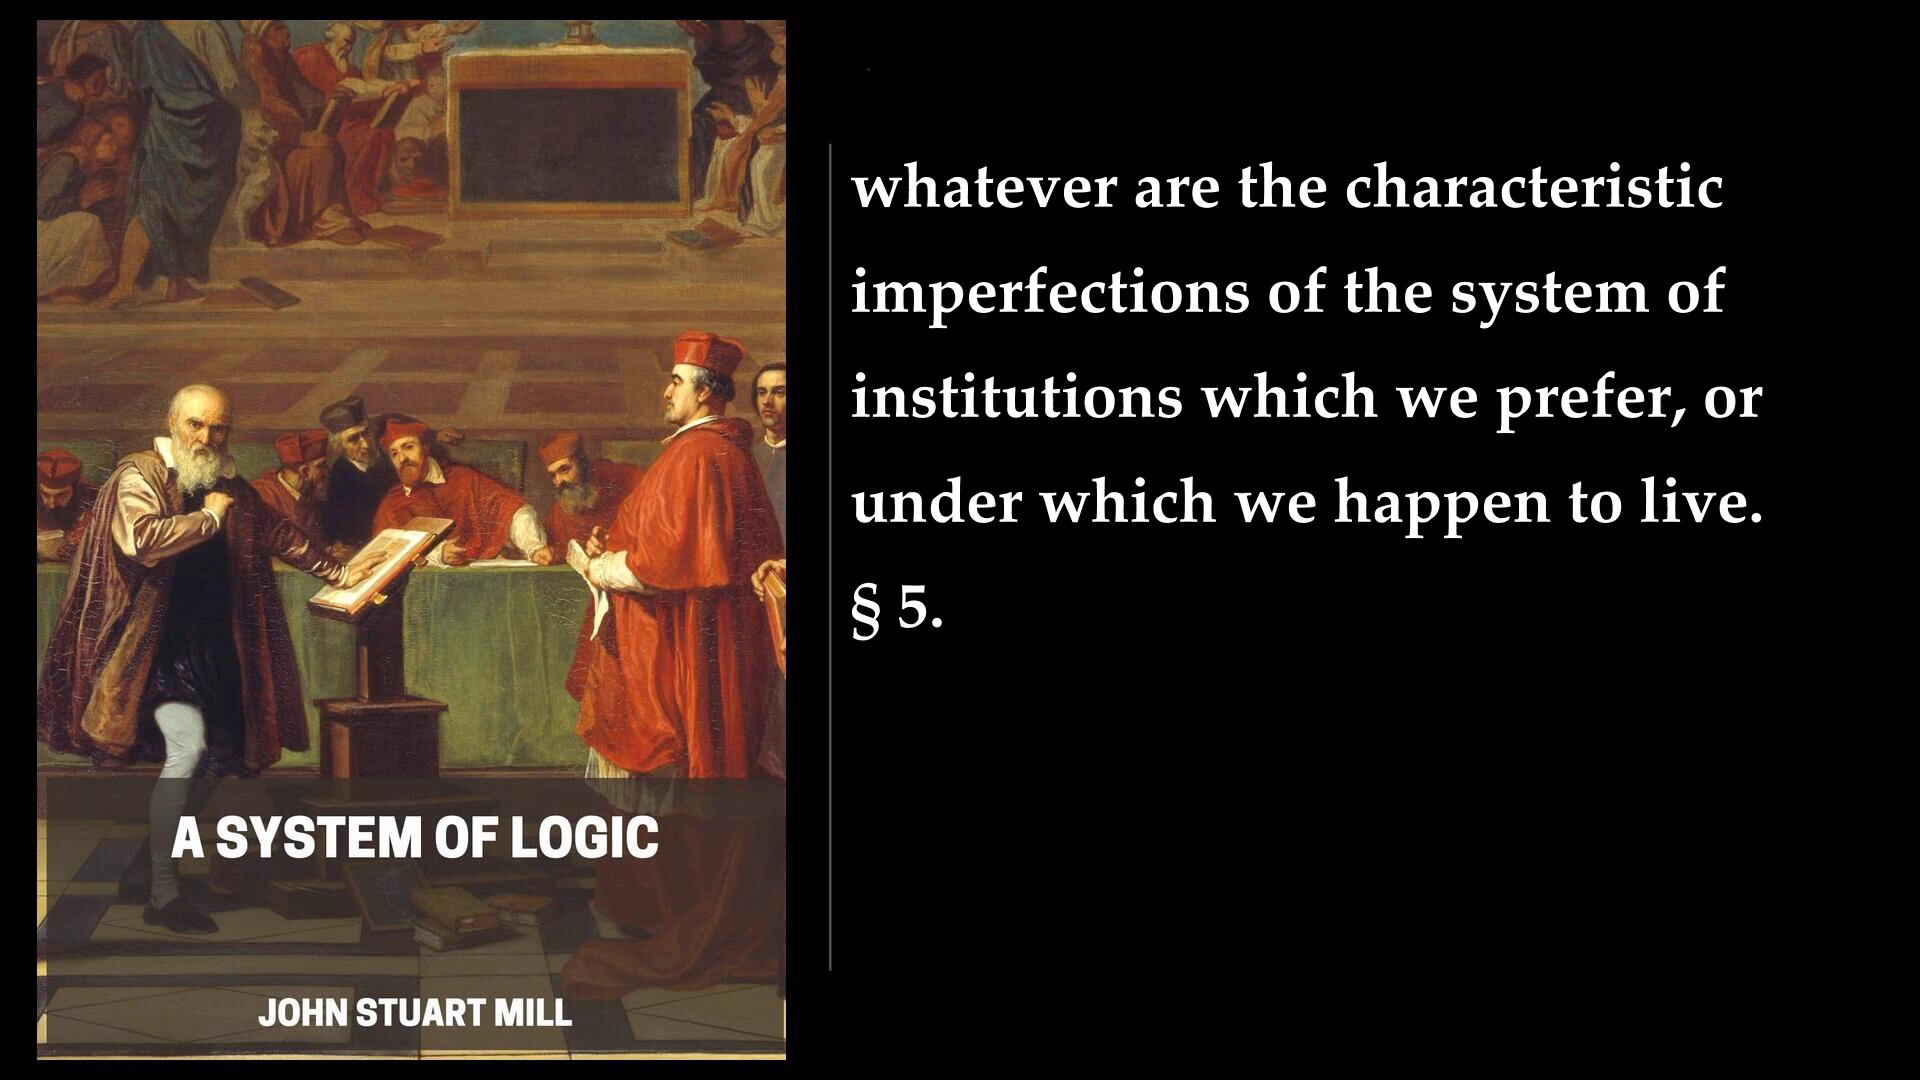 A SYSTEM OF LOGIC
JOHN STUART MILL
whatever are the characteristic
imperfections of the system of
institutions which we prefer, or
under which we happen to live.
§ 5.